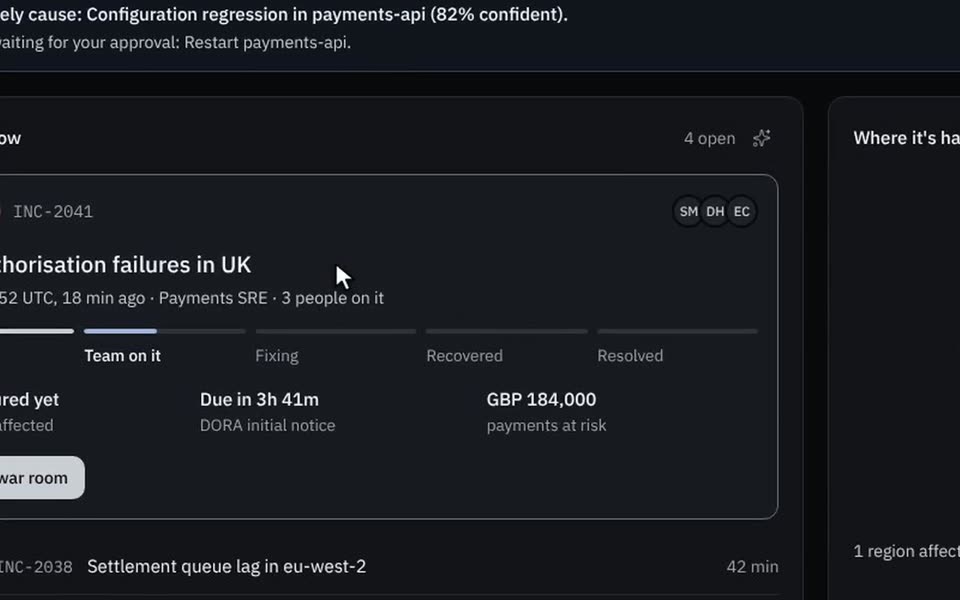 ely cause: Configuration regression in payments-api (82% confident).
aiting for your approval: Restart payments-api.
ow
4 open
Where it's ha
INC-2041
SM DH EC
horisation failures in UK
52 UTC, 18 min ago · Payments SRE · 3 people on it
Team on it
Fixing
Recovered
Resolved
red yet
Due in 3h 41m
GBP 184,000
affected
DORA initial notice
payments at risk
war room
1 region affect
INC-2038 Settlement queue lag in eu-west-2
42 min